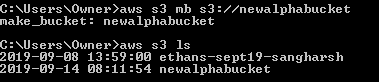 C:\Users\Owner>aws s3 mb s3://newalphabucket
make_bucket: newalphabucket
C:\Users\Owner>aws s3 ls
2019-09-08 13:59:00 ethans-sept19-sangharsh
2019-09-14 08:11:54 newalphabucket